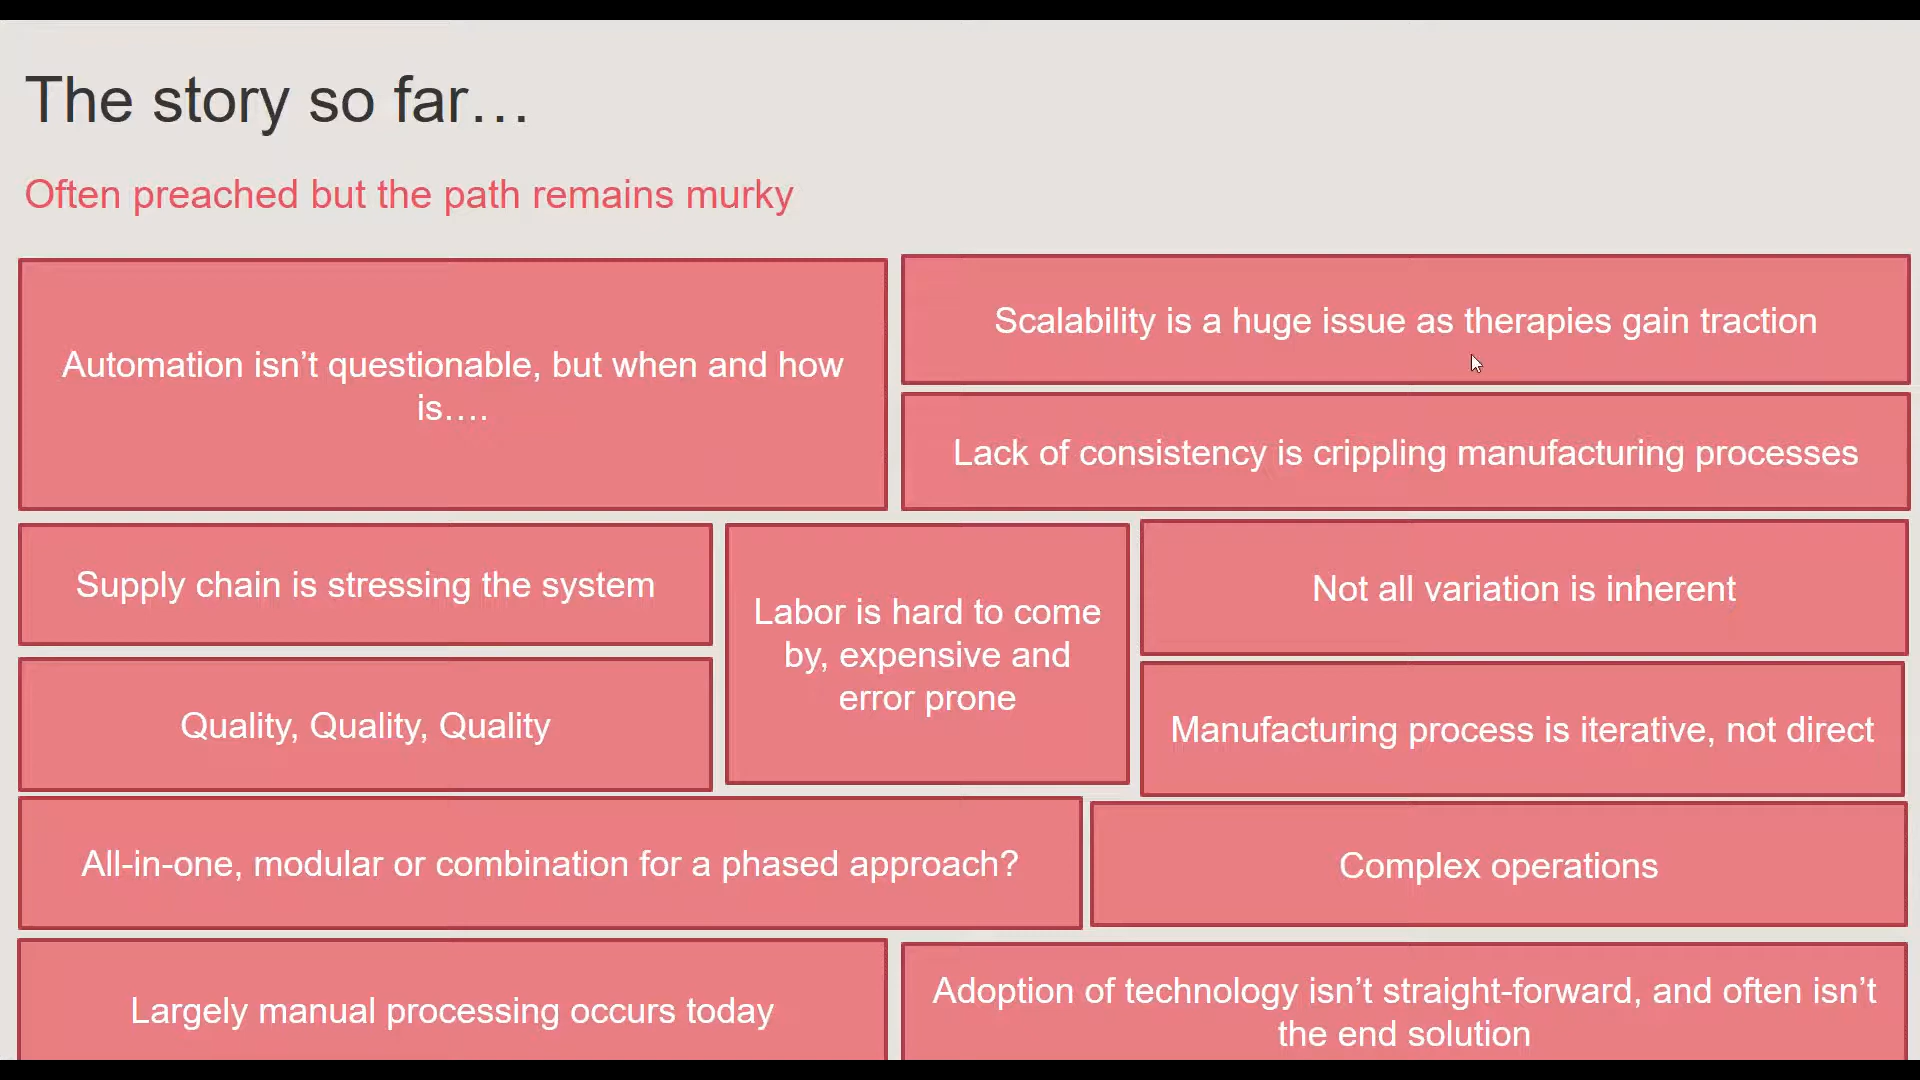 The story so far…
Often preached but the path remains murky
Automation isn’t questionable, but when and how
is….
Scalability is a huge issue as therapies gain traction
Lack of consistency is crippling manufacturing processes
Supply chain is stressing the system
Labor is hard to come
by, expensive and
error prone
Not all variation is inherent
Quality, Quality, Quality
Manufacturing process is iterative, not direct
All-in-one, modular or combination for a phased approach?
Complex operations
Largely manual processing occurs today
Adoption of technology isn’t straight-forward, and often isn’t
the end solution